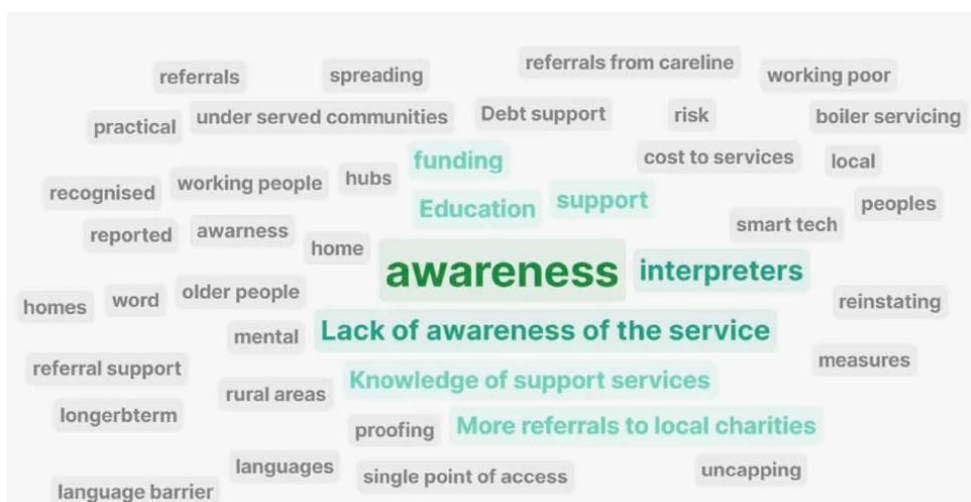 referrals from careline
referrals
spreading
working poor
under served communities
Debt support
risk
boiler servicing
practical
funding
cost to services
local
recognised
working people
hubs
Education
support
peoples
reported
awarness
smart tech
home
awareness
interpreters
homes
word
older people
reinstating
mental
Lack of awareness of the service
measures
referral support
Knowledge of support services
rural areas
longerbterm
proofing
More referrals to local charities
languages
single point of access
uncapping
language barrier